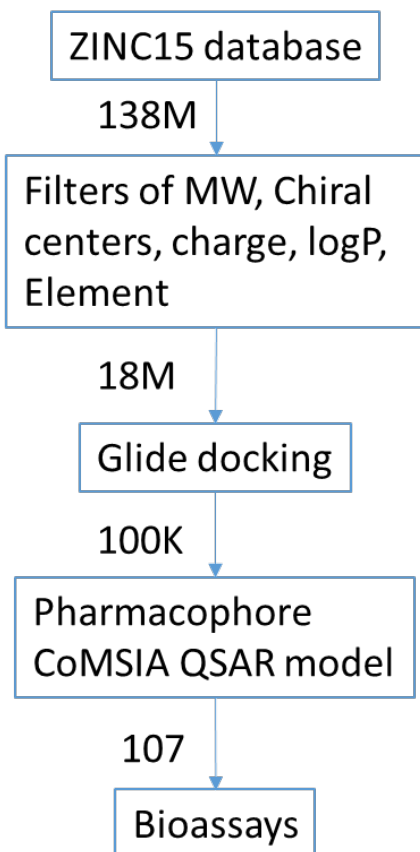 ZINC15 database
138M
Filters of MW, Chiral
centers, charge, logP,
Element
18M
Glide docking
100K
Pharmacophore
CoMSIA QSAR model
107
Bioassays